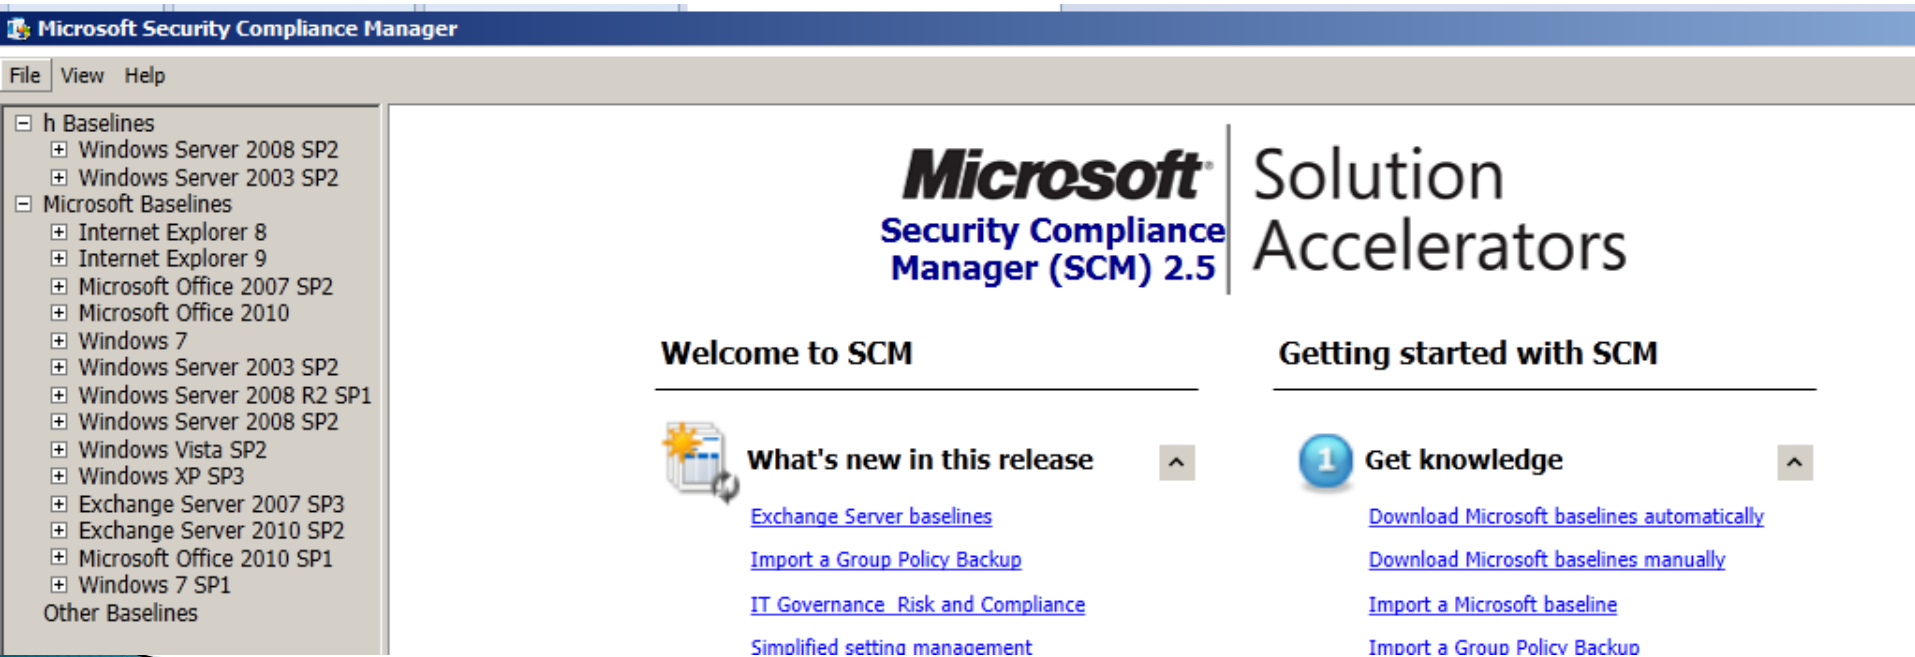 Microsoft Security Compliance Manager
File View Help
h Baselines
Windows Server 2008 SP2
Windows Server 2003 SP2
Microsoft Baselines
Internet Explorer 8
Internet Explorer 9
Microsoft Office 2007 SP2
Microsoft Office 2010
Windows 7
Windows Server 2003 SP2
Windows Server 2008 R2 SP1
Windows Server 2008 SP2
Windows Vista SP2
Windows XP SP3
Exchange Server 2007 SP3
Exchange Server 2010 SP2
Microsoft Office 2010 SP1
Windows 7 SP1
Other Baselines
Microsoft
Security Compliance
Manager (SCM) 2.5
Solution
Accelerators
Welcome to SCM
What's new in this release
Exchange Server baselines
Import a Group Policy Backup
IT Governance Risk and Compliance
Simplified setting management
Getting started with SCM
1 Get knowledge
Download Microsoft baselines automatically
Download Microsoft baselines manually
Import a Microsoft baseline
Import a Group Policy Backup